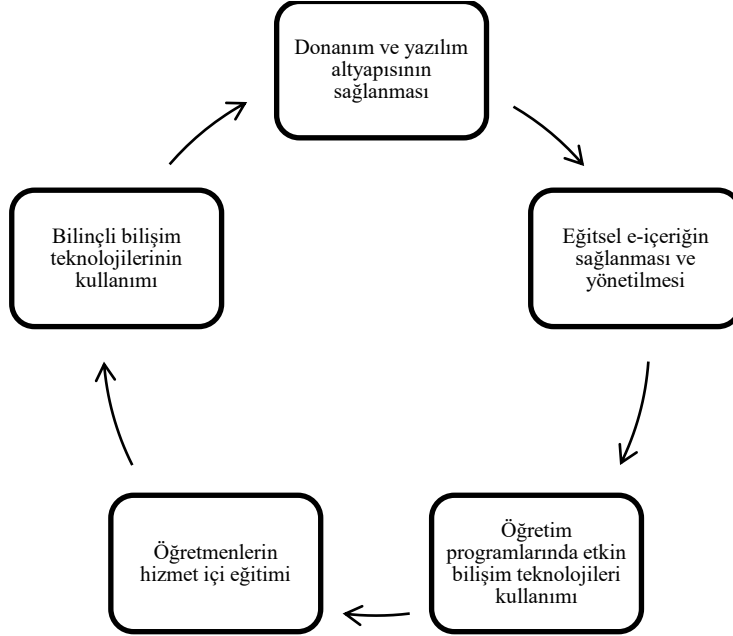 Donanım ve yazılım
altyapısının
sağlanması
Eğitsel e-içeriğin
sağlanması ve
yönetilmesi
Öğretim
programlarında etkin
bilişim teknolojileri
kullanımı
Öğretmenlerin
hizmet içi eğitimi
Bilinçli bilişim
teknolojilerinin
kullanımı